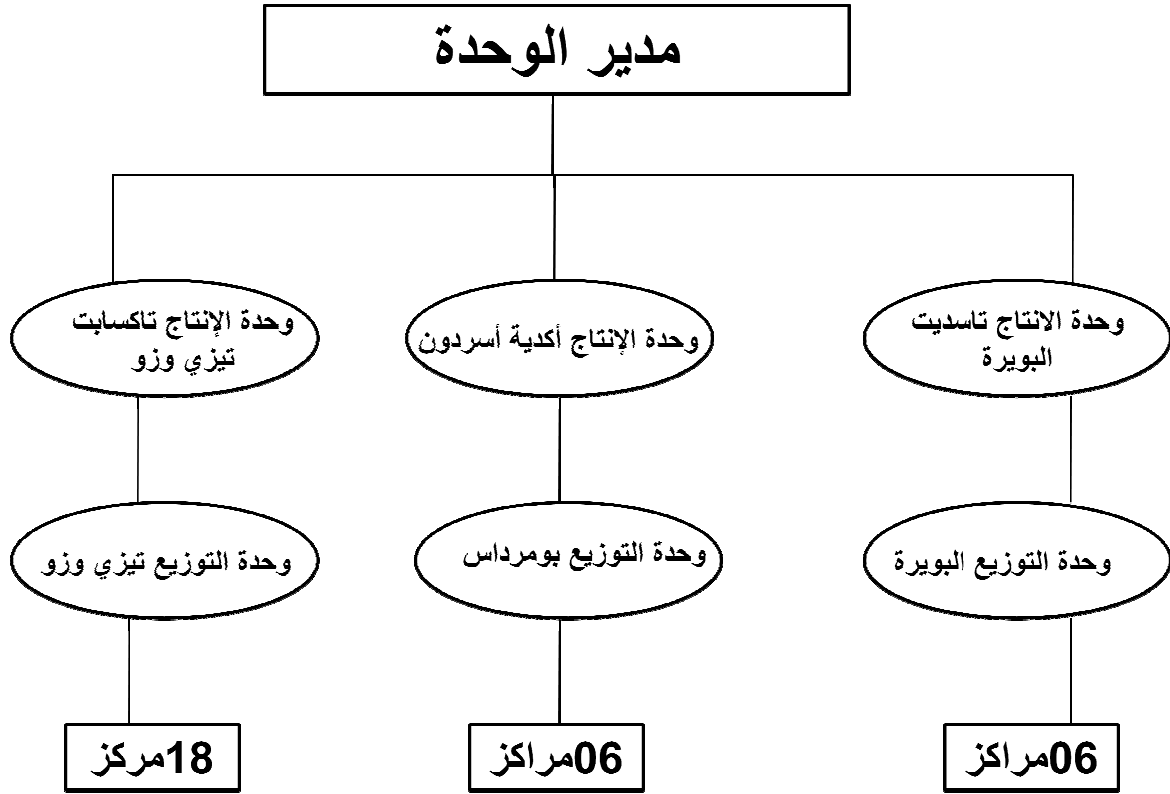 مدير الوحدة
وحدة الانتاج تاسديت
البويرة
وحدة الإنتاج أكدية أسردون
وحدة الإنتاج تاكسابت
تيزي وزو
وحدة التوزيع البويرة
وحدة التوزيع بومرداس
وحدة التوزيع تيزي وزو
06مراكز
06مراكز
18مركز